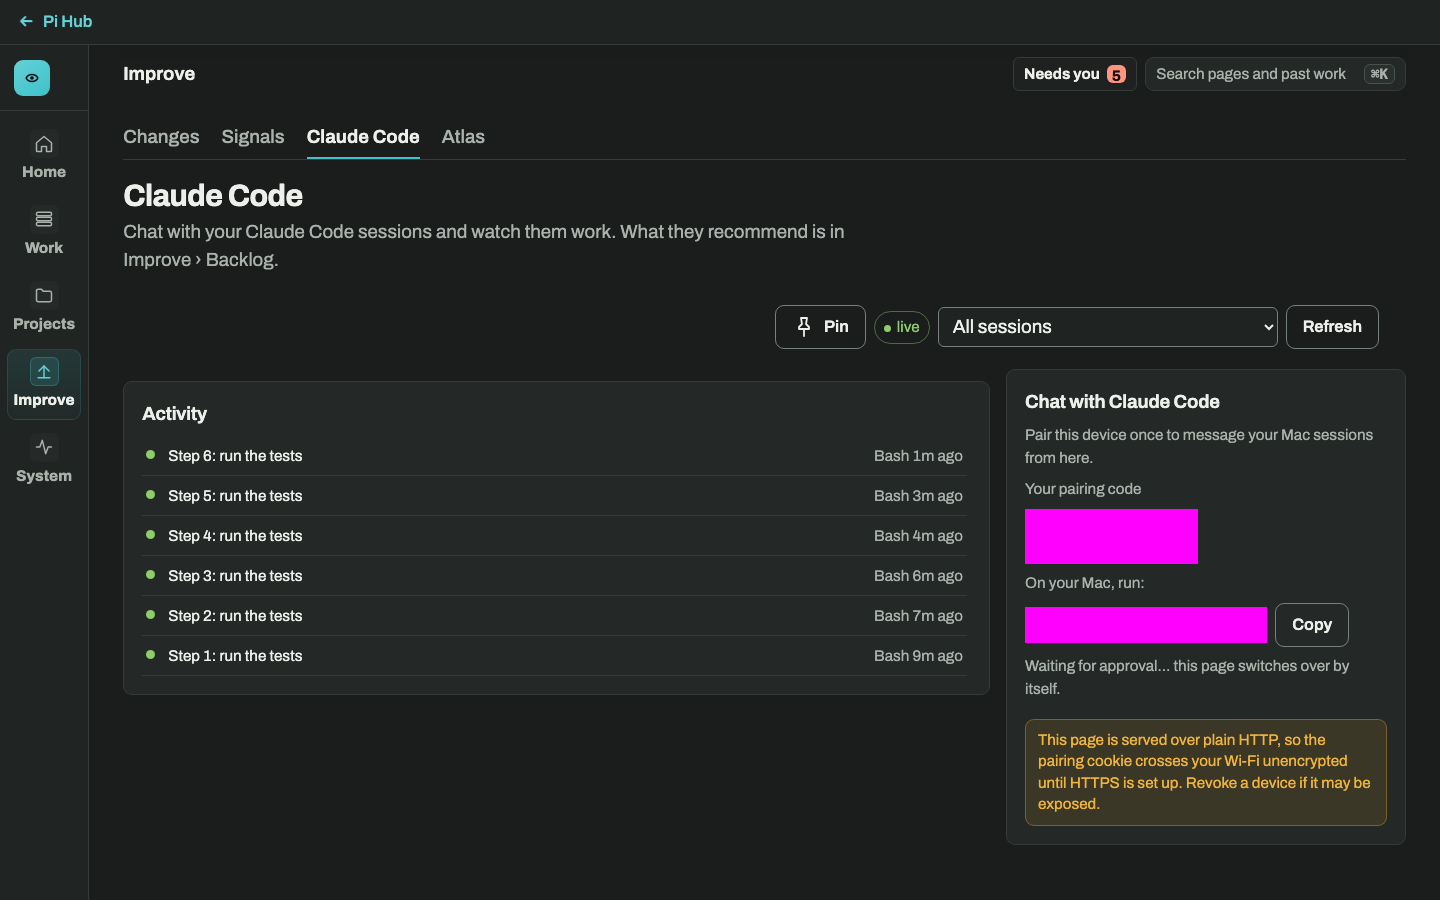 ← Pi Hub
Improve
Needs you 5
Search pages and past work ⌘K
Home
Work
Projects
Improve
System
Changes Signals Claude Code Atlas
Claude Code
Chat with your Claude Code sessions and watch them work. What they recommend is in
Improve › Backlog.
Pin
live
All sessions
Refresh
Activity
Step 6: run the tests Bash 1m ago
Step 5: run the tests Bash 3m ago
Step 4: run the tests Bash 4m ago
Step 3: run the tests Bash 6m ago
Step 2: run the tests Bash 7m ago
Step 1: run the tests Bash 9m ago
Chat with Claude Code
Pair this device once to message your Mac sessions
from here.
Your pairing code
On your Mac, run:
Copy
Waiting for approval... this page switches over by
itself.
This page is served over plain HTTP, so the
pairing cookie crosses your Wi-Fi unencrypted
until HTTPS is set up. Revoke a device if it may be
exposed.